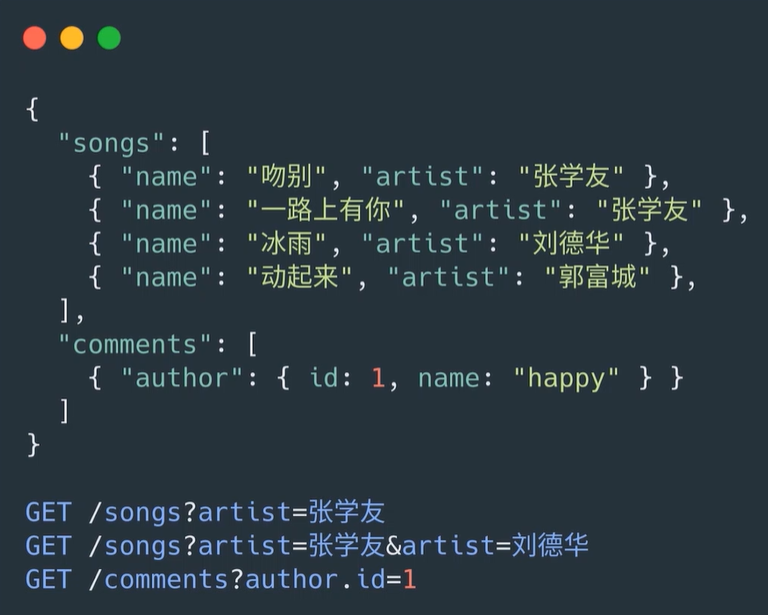 {
  "songs": [
    { "name": "吻别", "artist": "张学友" },
    { "name": "一路上有你", "artist": "张学友" },
    { "name": "冰雨", "artist": "刘德华" },
    { "name": "动起来", "artist": "郭富城" },
  ],
  "comments": [
    { "author": { id: 1, name: "happy" } }
  ]
}
GET /songs?artist=张学友
GET /songs?artist=张学友&artist=刘德华
GET /comments?author.id=1